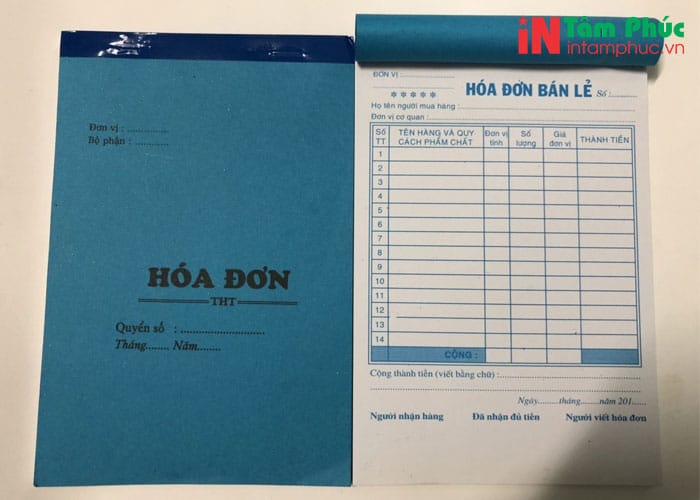 iN Tâm Phúc
intamphuc.vn
Đơn vị : ..............
Bộ phận : ...........
HÓA ĐƠN
THT
Quyển số : ..........................
Tháng........ Năm........
ĐƠN VỊ :....................
*****
HÓA ĐƠN BÁN LẺ Số :..........
Họ tên người mua hàng :...........................................
Đơn vị cơ quan :...........................................
Số TT TÊN HÀNG VÀ QUY CÁCH PHẨM CHẤT Đơn vị tính Số lượng Giá đơn vị THÀNH TIỀN
1
2
3
4
5
6
7
8
9
10
11
12
13
14
CỘNG :
Cộng thành tiền (viết bằng chữ) :...........................................
Ngày.......tháng.......năm 201.....
Người nhận hàng Đã nhận đủ tiền Người viết hóa đơn